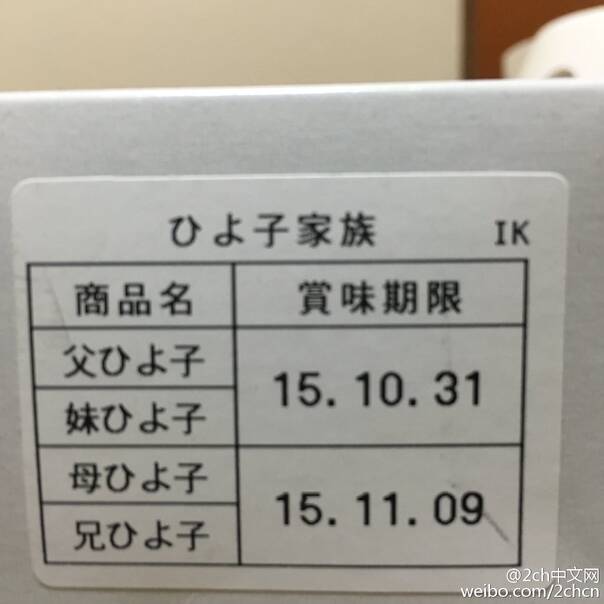 ひよ子家族 IK
商品名 賞味期限
父ひよ子 15.10.31
妹ひよ子
母ひよ子 15.11.09
兄ひよ子
@2ch中文网
weibo.com/2chcn